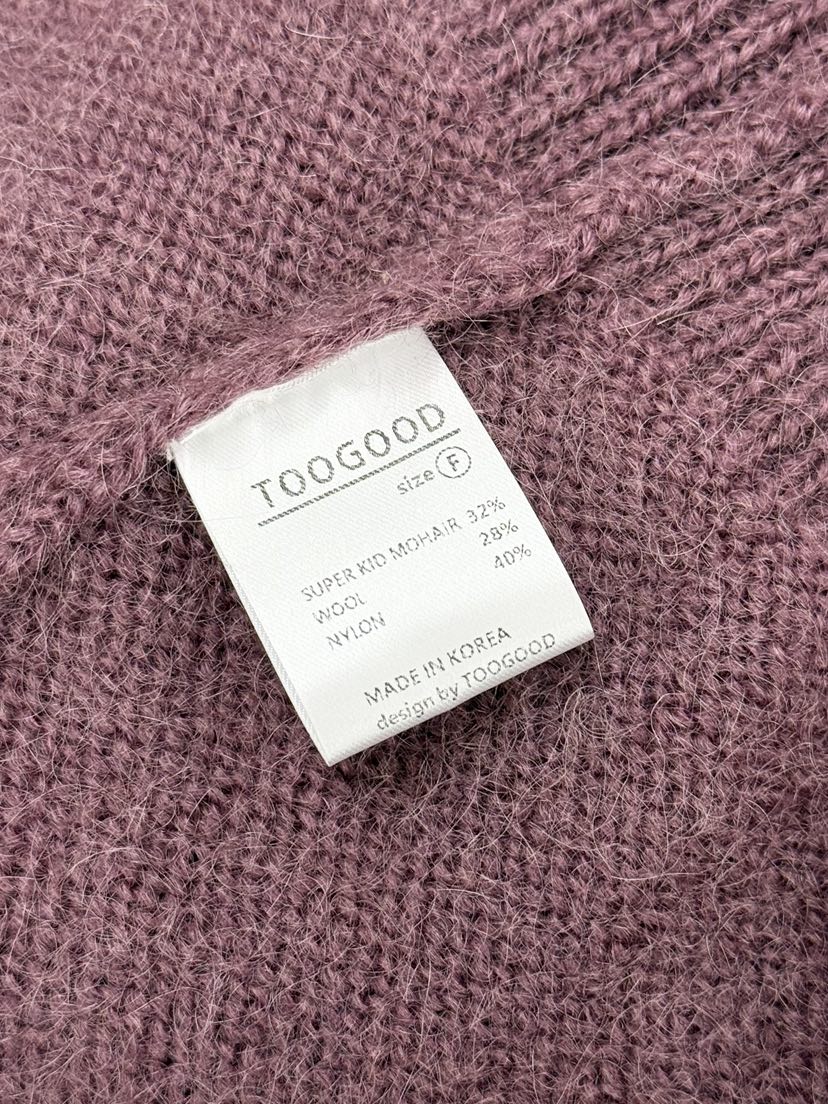 TOOGOOD
size F
SUPER KID MOHAIR 32%
WOOL 28%
NYLON 40%
MADE IN KOREA
design by TOOGOOD